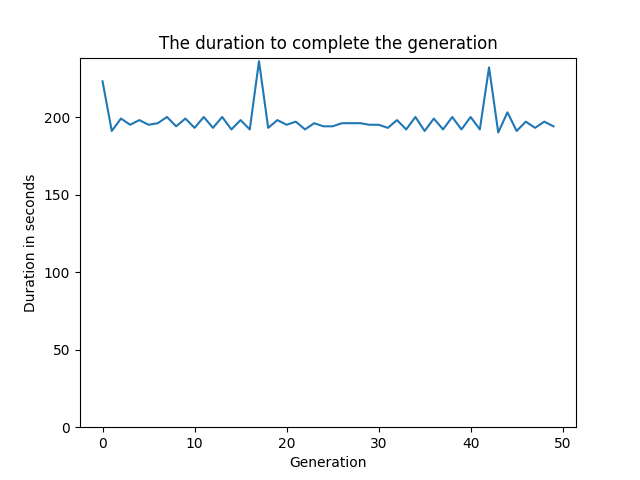 The duration to complete the generation
Duration in seconds
200
150
100
50
0
0 10 20 30 40 50
Generation